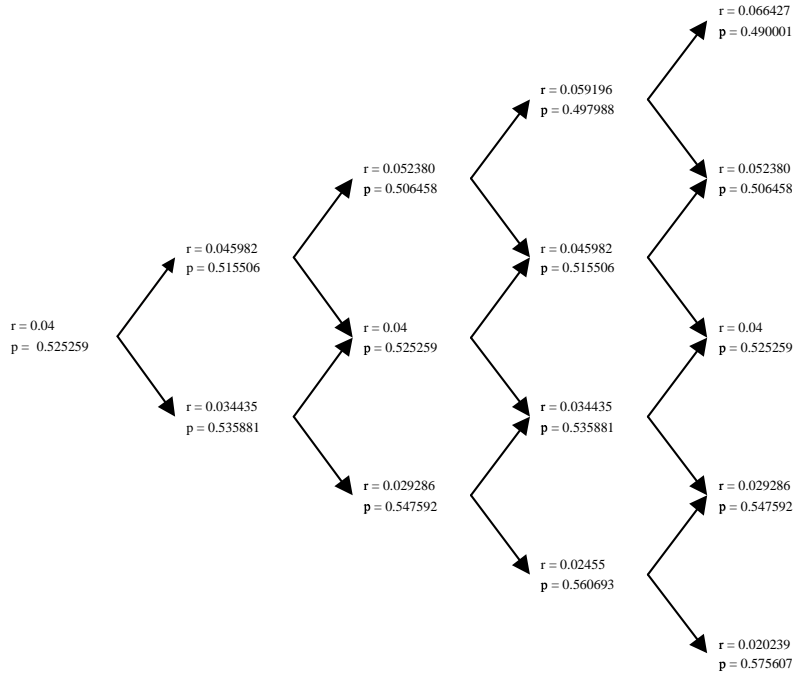 r = 0.066427
p = 0.490001
r = 0.059196
p = 0.497988
r = 0.052380
p = 0.506458
r = 0.052380
p = 0.506458
r = 0.045982
p = 0.515506
r = 0.045982
p = 0.515506
r = 0.04
p = 0.525259
r = 0.04
p = 0.525259
r = 0.04
p = 0.525259
r = 0.034435
p = 0.535881
r = 0.034435
p = 0.535881
r = 0.029286
p = 0.547592
r = 0.029286
p = 0.547592
r = 0.02455
p = 0.560693
r = 0.020239
p = 0.575607